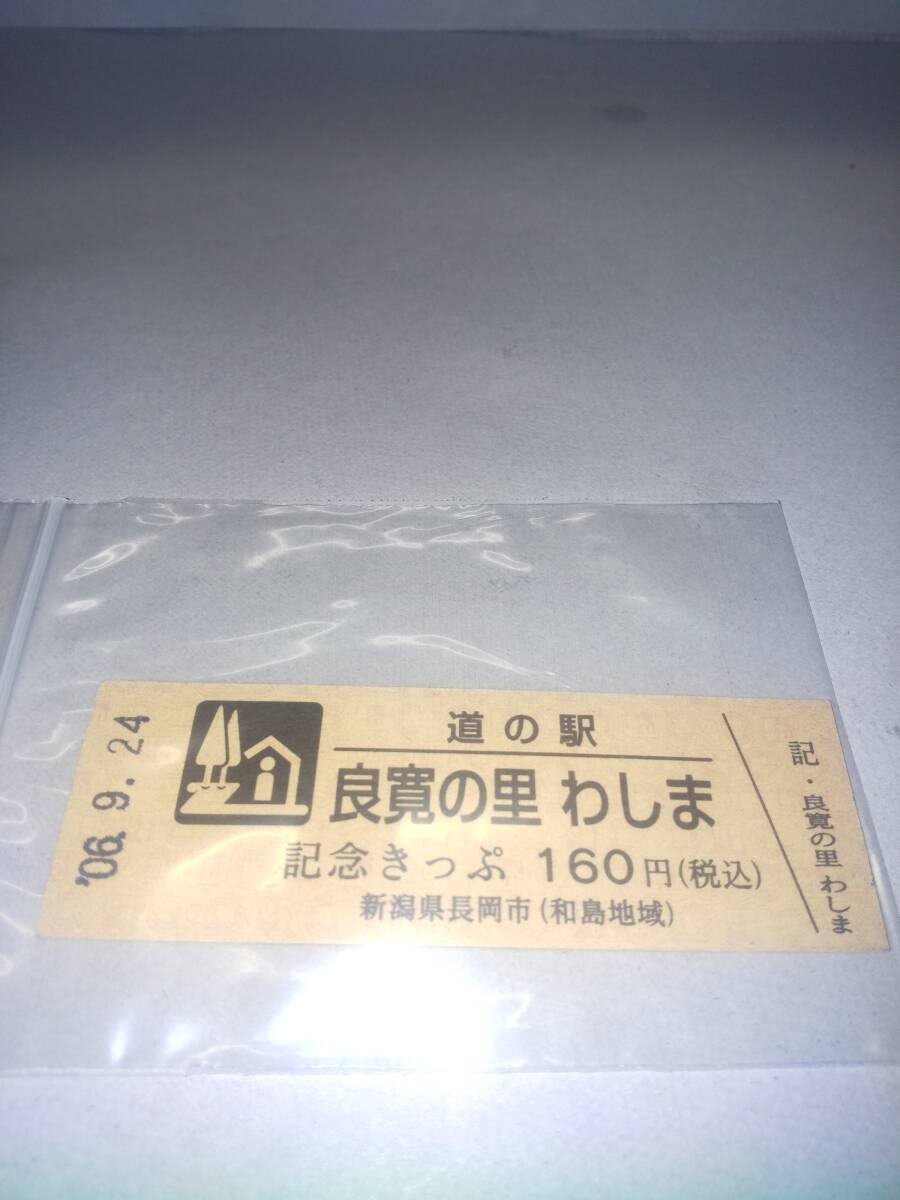 '06.9.24
道の駅
良寛の里 わしま
記念きっぷ 160円(税込)
新潟県長岡市(和島地域)
記・良寛の里 わしま